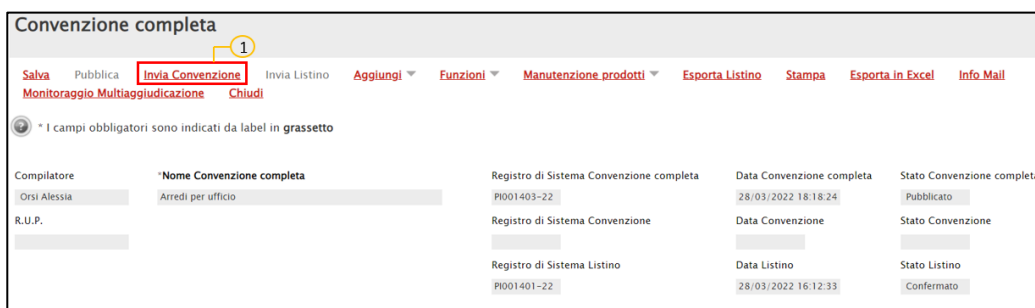 Convenzione completa
1
Salva Pubblica Invia Convenzione Invia Listino Aggiungi Funzioni Manutenzione prodotti Esporta Listino Stampa Esporta in Excel Info Mail
Monitoraggio Multiaggiudicazione Chiudi
? * I campi obbligatori sono indicati da label in grassetto
Compilatore *Nome Convenzione completa Registro di Sistema Convenzione completa Data Convenzione completa Stato Convenzione complet
Orsi Alessia Arredi per ufficio PI001403-22 28/03/2022 18:18:24 Pubblicato
R.U.P. Registro di Sistema Convenzione Data Convenzione Stato Convenzione
Registro di Sistema Listino Data Listino Stato Listino
PI001401-22 28/03/2022 16:12:33 Confermato